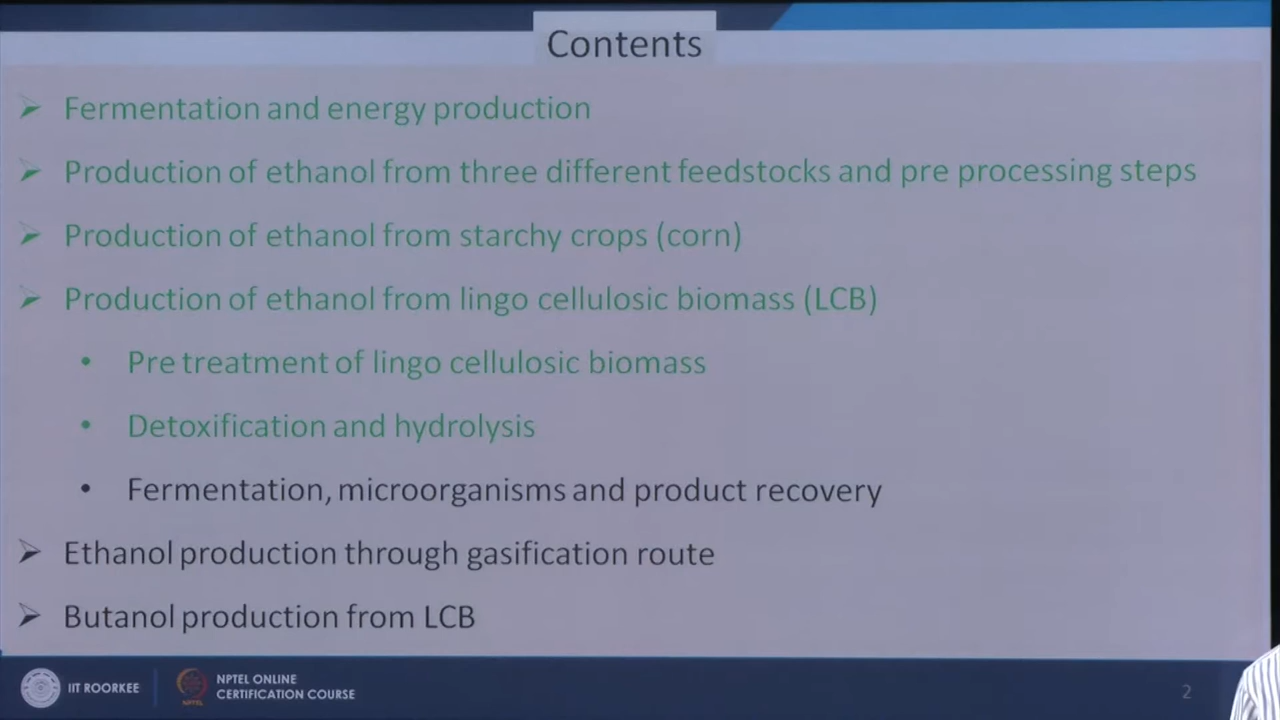 Contents
➢ Fermentation and energy production
➢ Production of ethanol from three different feedstocks and pre processing steps
➢ Production of ethanol from starchy crops (corn)
➢ Production of ethanol from lingo cellulosic biomass (LCB)
• Pre treatment of lingo cellulosic biomass
• Detoxification and hydrolysis
• Fermentation, microorganisms and product recovery
➢ Ethanol production through gasification route
➢ Butanol production from LCB
IIT ROORKEE
NPTEL ONLINE
CERTIFICATION COURSE
NPTEL
2